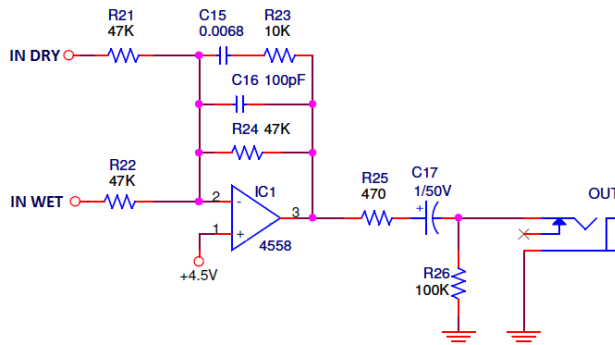 R21
47K
C15
0.0068
R23
10K
IN DRY
C16 100pF
R24 47K
R22
47K
IN WET
2
-
IC1
3
1
+
4558
+4.5V
R25
470
C17
1/50V
+
OUT
R26
100K